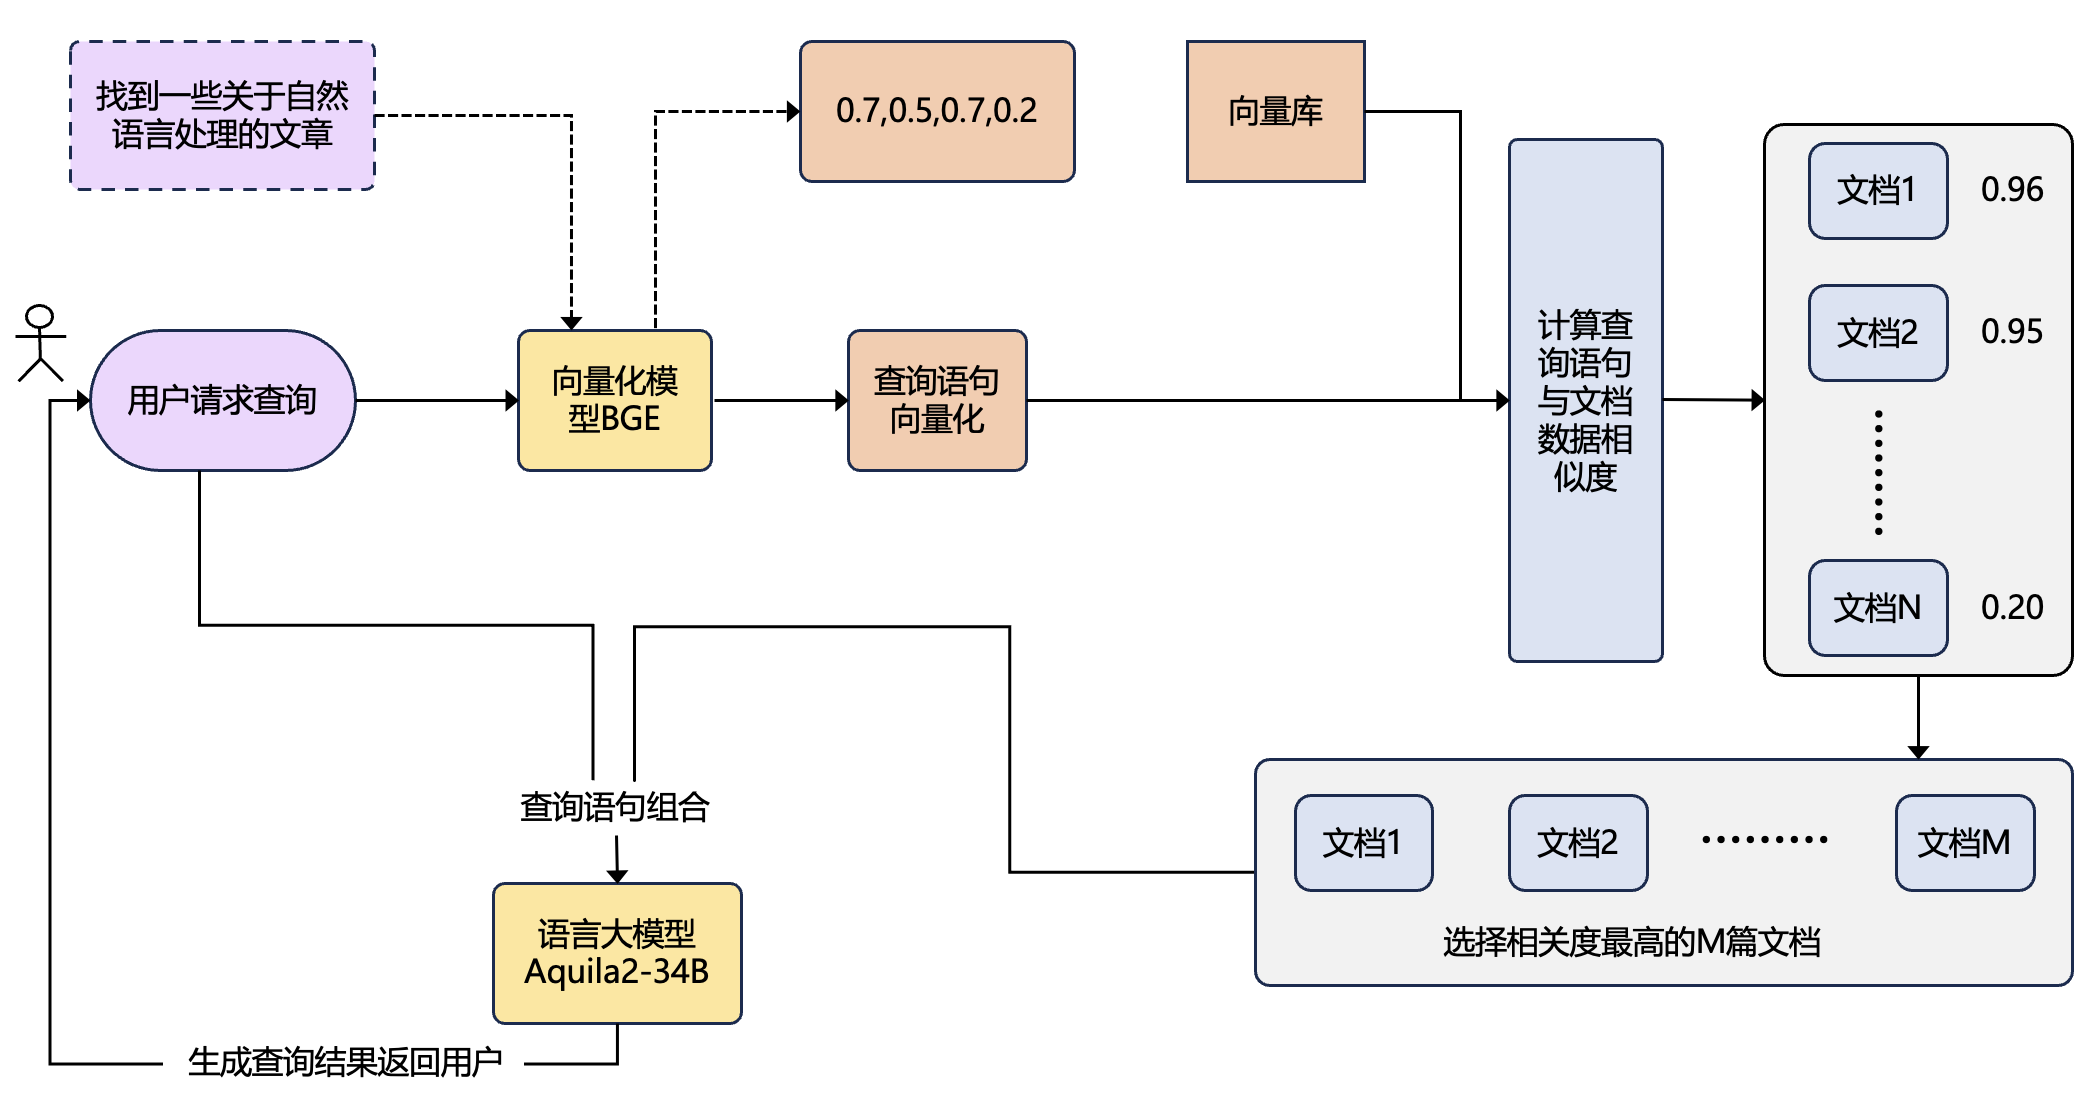 找到一些关于自然
语言处理的文章
0.7,0.5,0.7,0.2
向量库
文档1
0.96
文档2
0.95
文档N
0.20
用户请求查询
向量化模
型BGE
查询语句
向量化
计算查
询语句
与文档
数据相
似度
查询语句组合
文档1
文档2
文档M
选择相关度最高的M篇文档
语言大模型
Aquila2-34B
生成查询结果返回用户